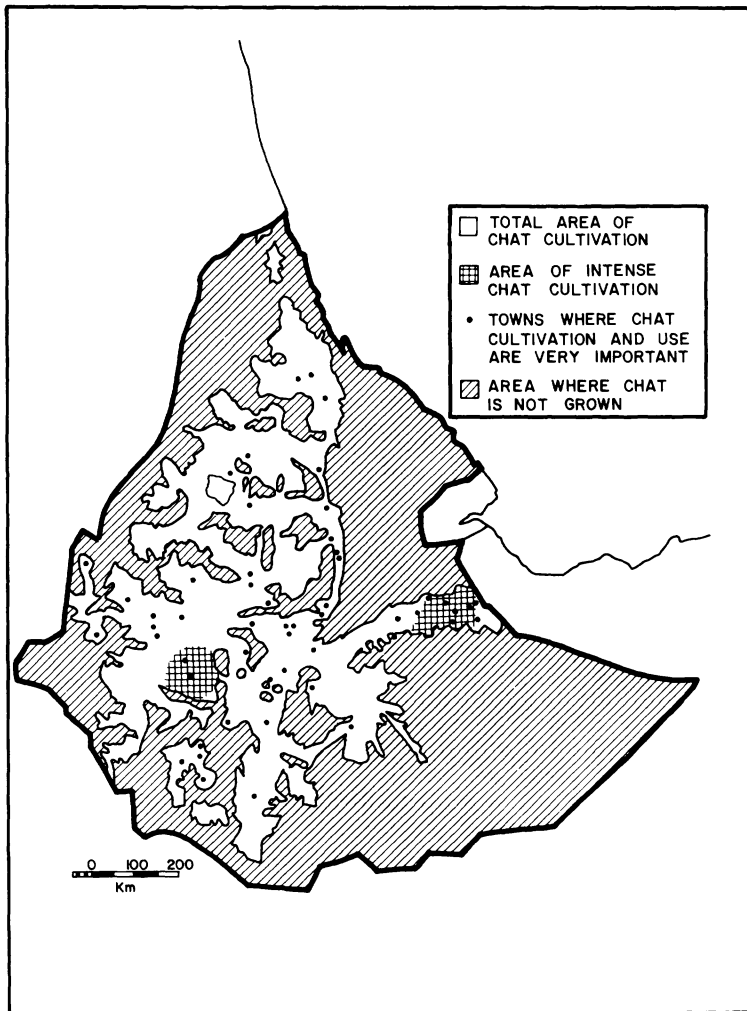 TOTAL AREA OF
CHAT CULTIVATION
AREA OF INTENSE
CHAT CULTIVATION
TOWNS WHERE CHAT
CULTIVATION AND USE
ARE VERY IMPORTANT
AREA WHERE CHAT
IS NOT GROWN
0 100 200
Km